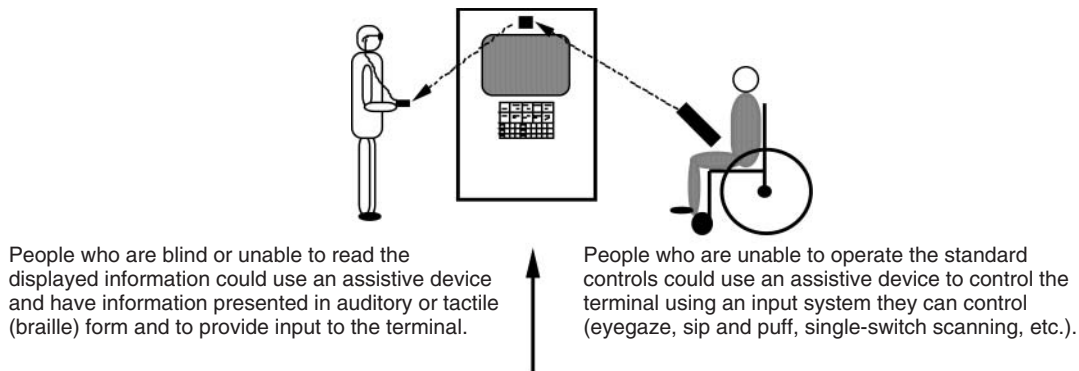 People who are blind or unable to read the
displayed information could use an assistive device
and have information presented in auditory or tactile
(braille) form and to provide input to the terminal.
People who are unable to operate the standard
controls could use an assistive device to control the
terminal using an input system they can control
(eyegaze, sip and puff, single-switch scanning, etc.).